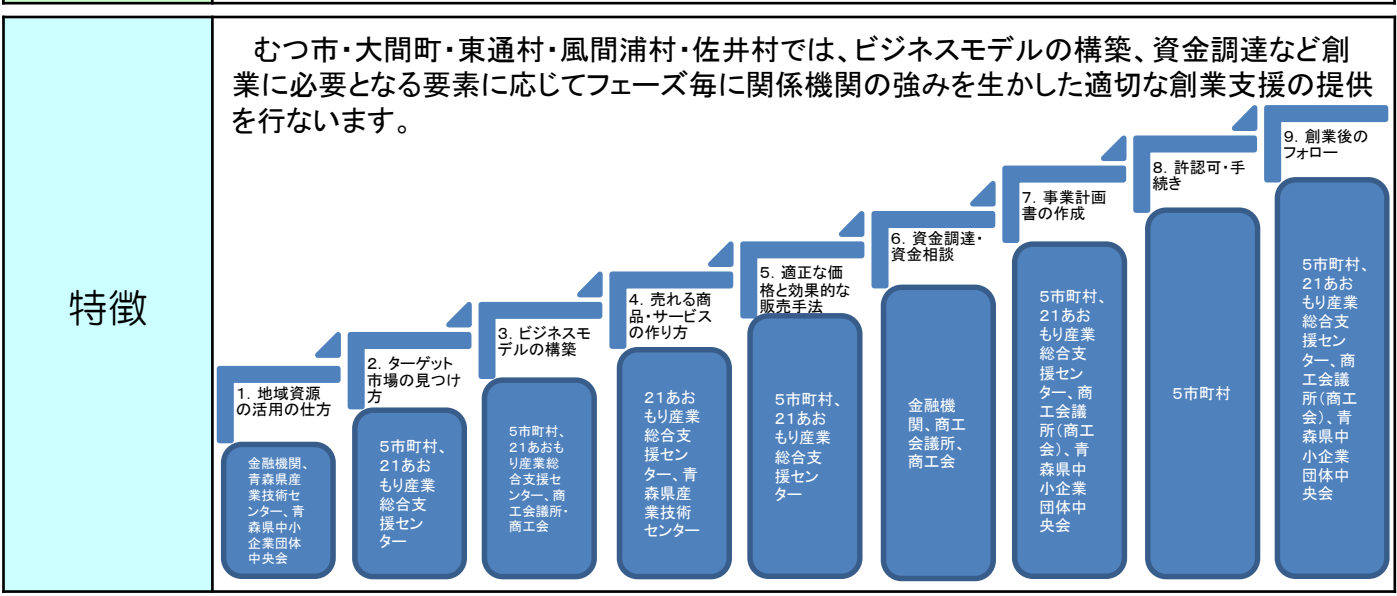 特徴
むつ市・大間町・東通村・風間浦村・佐井村では、ビジネスモデルの構築、資金調達など創
業に必要となる要素に応じてフェーズ毎に関係機関の強みを生かした適切な創業支援の提供
を行ないます。
1．地域資源
の活用の仕方
金融機関、
青森県産
業技術セ
ンター、青
森県中小
企業団体
中央会
2．ターゲット
市場の見つけ
方
5市町村、
21あお
もり産業
総合支
援セン
ター
3．ビジネスモ
デルの構築
5市町村、
21あおも
り産業総
合支援セ
ンター、商
工会議所・
商工会
4．売れる商
品・サービス
の作り方
21あお
もり産業
総合支
援セン
ター、青
森県産
業技術
センター
5．適正な価
格と効果的な
販売手法
5市町村、
21あお
もり産業
総合支
援セン
ター
6．資金調達・
資金相談
金融機
関、商工
会議所、
商工会
7．事業計画
書の作成
5市町村、
21あお
もり産業
総合支
援セン
ター、商
工会議
所（商工
会）、青
森県中
小企業
団体中
央会
8．許認可・手
続き
5市町村
9．創業後の
フォロー
5市町村、
21あお
もり産業
総合支
援セン
ター、商
工会議
所（商工
会）、青
森県中
小企業
団体中
央会